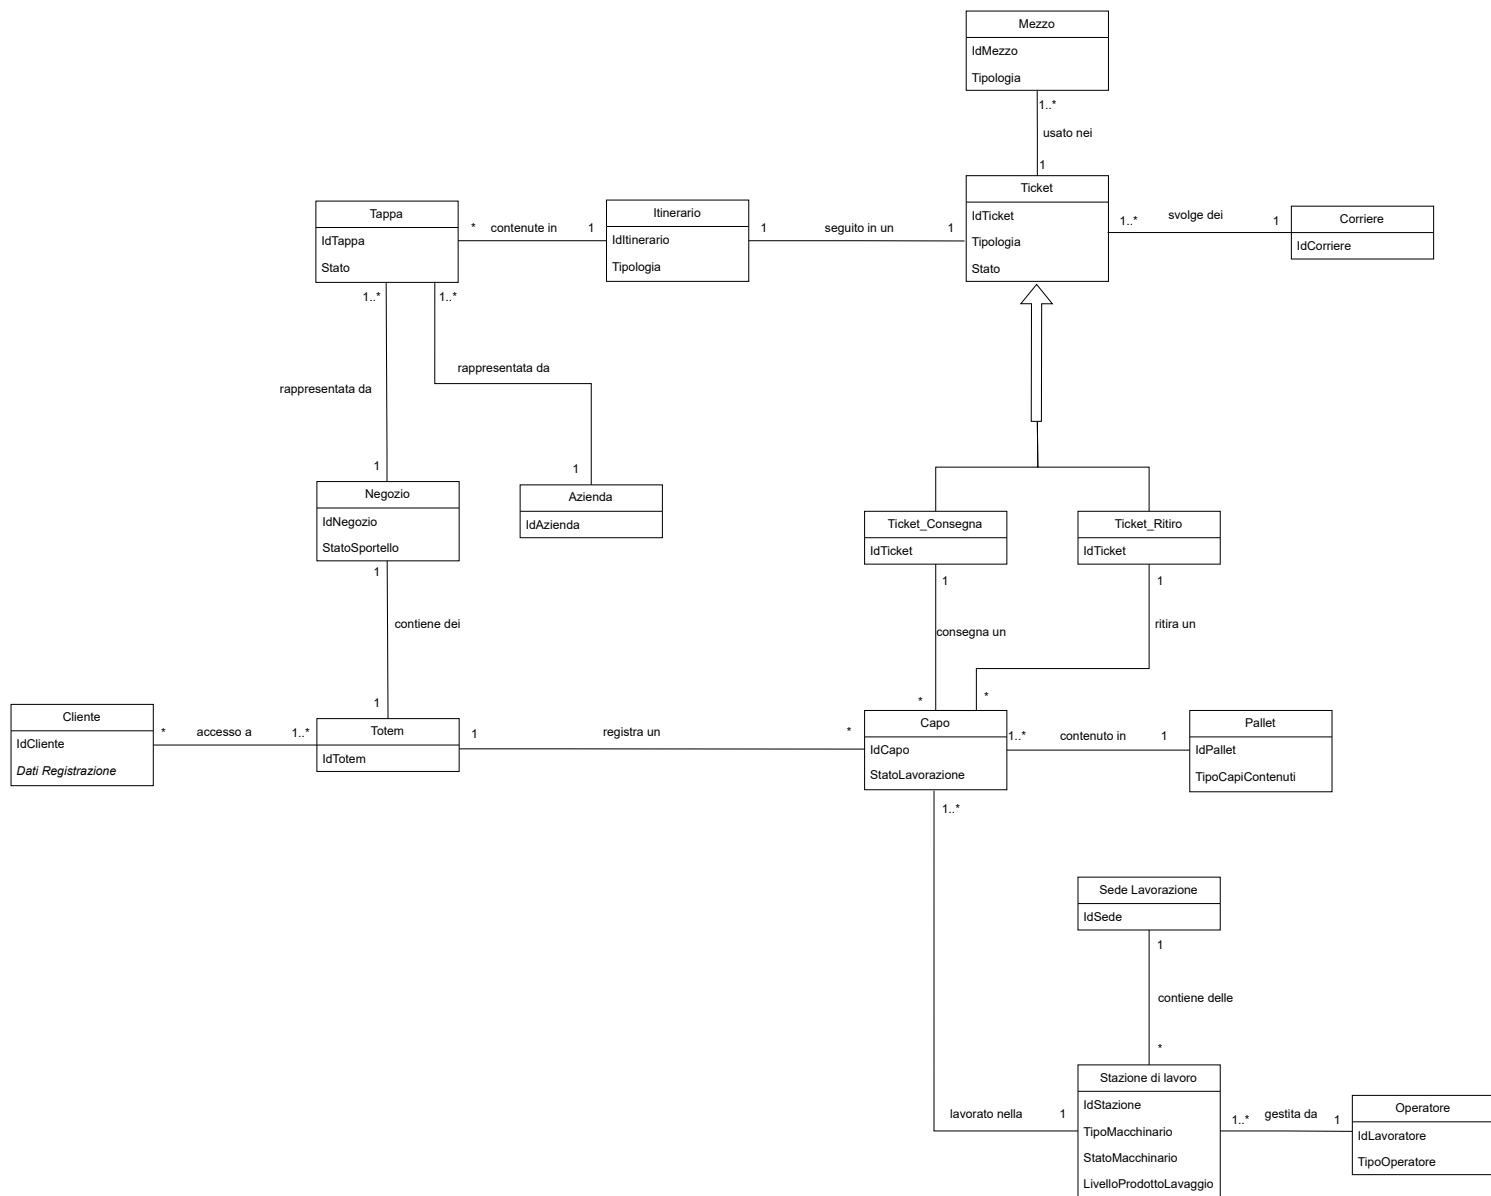 Mezzo
IdMezzo
Tipologia
1..*
usato nei
1
Ticket
IdTicket
Tipologia
Stato
1..*
svolge dei
1
Corriere
IdCorriere
Tappa
IdTappa
Stato
*
contenute in
1
Itinerario
IdItinerario
Tipologia
1
seguito in un
1
1..*
1..*
rappresentata da
rappresentata da
1
1
Negozio
IdNegozio
StatoSportello
Azienda
IdAzienda
Ticket_Consegna
IdTicket
Ticket_Ritiro
IdTicket
1
contiene dei
1
1
consegna un
*
1
ritira un
*
Cliente
IdCliente
Dati Registrazione
*
accesso a
1..*
Totem
IdTotem
1
registra un
*
Capo
IdCapo
StatoLavorazione
1..*
contenuto in
1
Pallet
IdPallet
TipoCapiContenuti
1..*
Sede Lavorazione
IdSede
1
contiene delle
*
lavorato nella
1
Stazione di lavoro
IdStazione
TipoMacchinario
StatoMacchinario
LivelloProdottoLavaggio
1..*
gestita da
1
Operatore
IdLavoratore
TipoOperatore